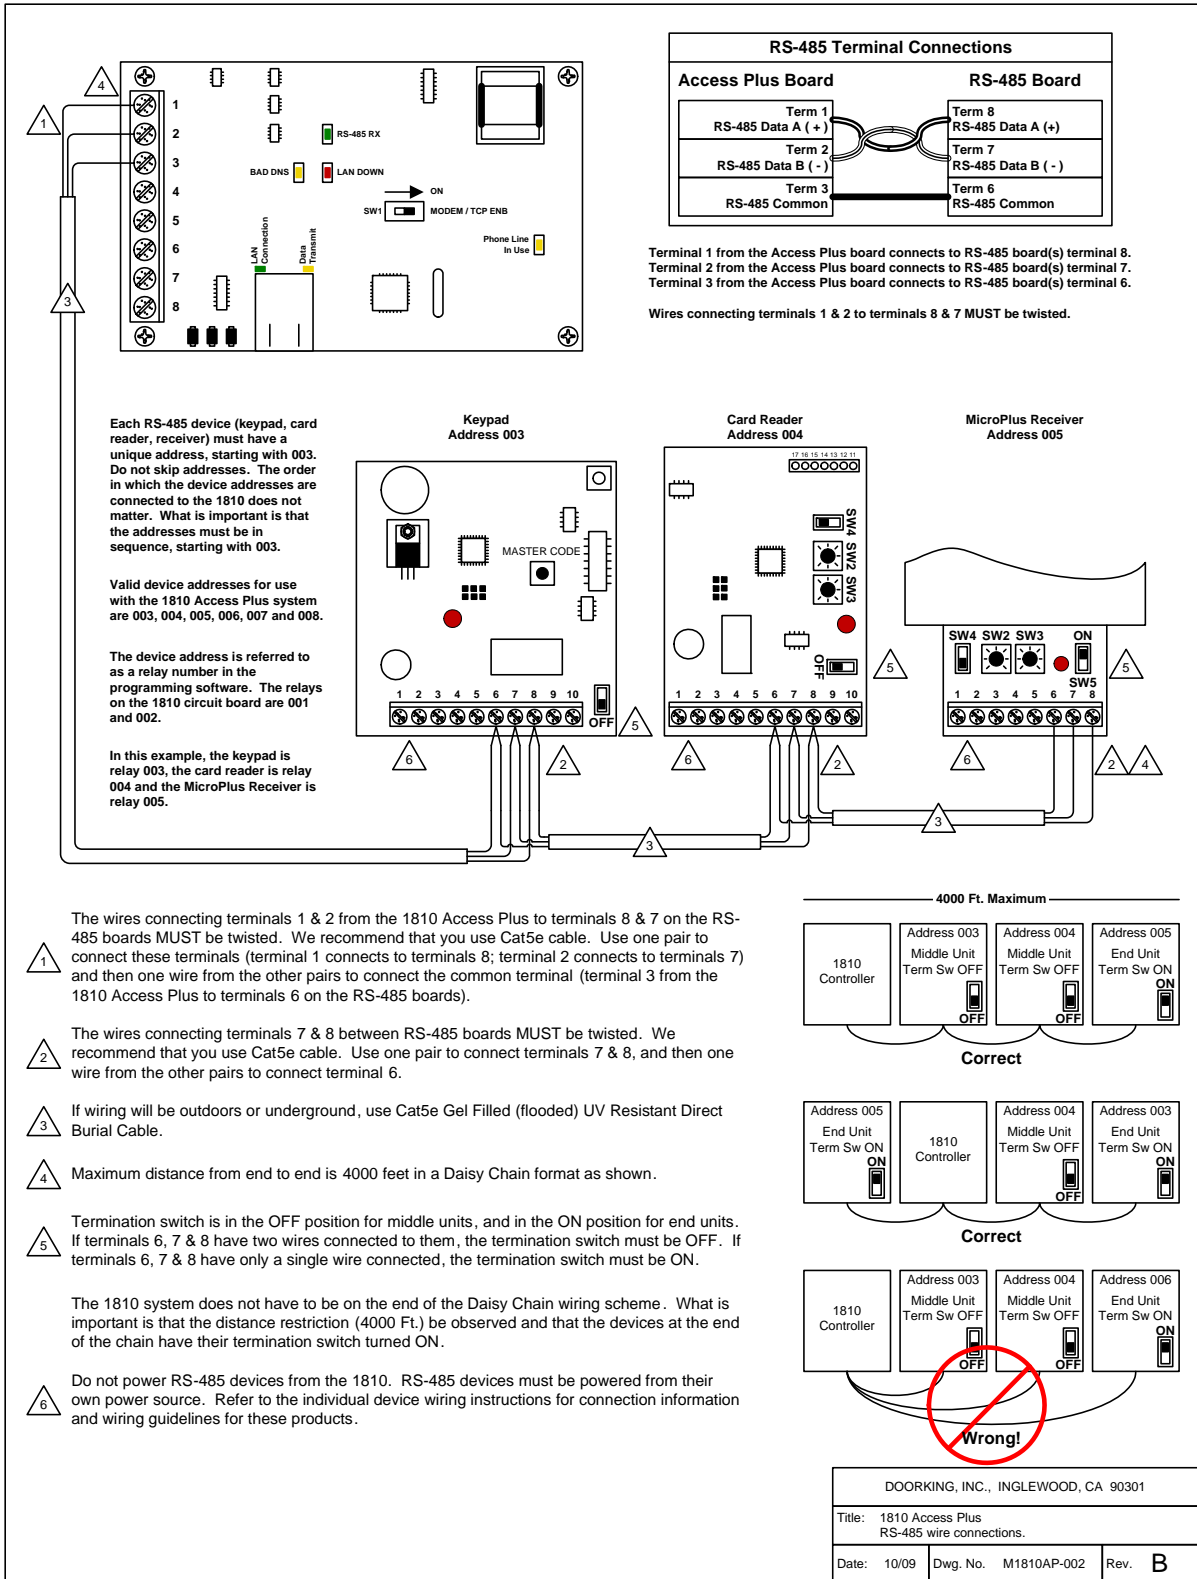 RS-485 Terminal Connections
Access Plus Board
RS-485 Board
Term 1
RS-485 Data A ( + )
Term 8
RS-485 Data A (+)
Term 2
RS-485 Data B ( - )
Term 7
RS-485 Data B ( - )
Term 3
RS-485 Common
Term 6
RS-485 Common
Terminal 1 from the Access Plus board connects to RS-485 board(s) terminal 8.
Terminal 2 from the Access Plus board connects to RS-485 board(s) terminal 7.
Terminal 3 from the Access Plus board connects to RS-485 board(s) terminal 6.
Wires connecting terminals 1 & 2 to terminals 8 & 7 MUST be twisted.
4
1
3
1
2
3
4
5
6
7
8
RS-485 RX
BAD DNS
LAN DOWN
ON
SW1
MODEM / TCP ENB
Phone Line
In Use
LAN
Connection
Data
Transmit
Each RS-485 device (keypad, card
reader, receiver) must have a
unique address, starting with 003.
Do not skip addresses. The order
in which the device addresses are
connected to the 1810 does not
matter. What is important is that
the addresses must be in
sequence, starting with 003.
Valid device addresses for use
with the 1810 Access Plus system
are 003, 004, 005, 006, 007 and 008.
The device address is referred to
as a relay number in the
programming software. The relays
on the 1810 circuit board are 001
and 002.
In this example, the keypad is
relay 003, the card reader is relay
004 and the MicroPlus Receiver is
relay 005.
Keypad
Address 003
MASTER CODE
1 2 3 4 5 6 7 8 9 10
OFF
6
2
5
3
Card Reader
Address 004
17 16 15 14 13 12 11
SW4
SW2
SW3
OFF
1 2 3 4 5 6 7 8 9 10
6
2
5
3
MicroPlus Receiver
Address 005
SW4 SW2 SW3 ON
SW5
1 2 3 4 5 6 7 8
5
6
2
4
1
The wires connecting terminals 1 & 2 from the 1810 Access Plus to terminals 8 & 7 on the RS-
485 boards MUST be twisted. We recommend that you use Cat5e cable. Use one pair to
connect these terminals (terminal 1 connects to terminals 8; terminal 2 connects to terminals 7)
and then one wire from the other pairs to connect the common terminal (terminal 3 from the
1810 Access Plus to terminals 6 on the RS-485 boards).
2
The wires connecting terminals 7 & 8 between RS-485 boards MUST be twisted. We
recommend that you use Cat5e cable. Use one pair to connect terminals 7 & 8, and then one
wire from the other pairs to connect terminal 6.
3
If wiring will be outdoors or underground, use Cat5e Gel Filled (flooded) UV Resistant Direct
Burial Cable.
4
Maximum distance from end to end is 4000 feet in a Daisy Chain format as shown.
5
Termination switch is in the OFF position for middle units, and in the ON position for end units.
If terminals 6, 7 & 8 have two wires connected to them, the termination switch must be OFF. If
terminals 6, 7 & 8 have only a single wire connected, the termination switch must be ON.
The 1810 system does not have to be on the end of the Daisy Chain wiring scheme. What is
important is that the distance restriction (4000 Ft.) be observed and that the devices at the end
of the chain have their termination switch turned ON.
6
Do not power RS-485 devices from the 1810. RS-485 devices must be powered from their
own power source. Refer to the individual device wiring instructions for connection information
and wiring guidelines for these products.
4000 Ft. Maximum
1810
Controller
Address 003
Middle Unit
Term Sw OFF
OFF
Address 004
Middle Unit
Term Sw OFF
OFF
Address 005
End Unit
Term Sw ON
ON
Correct
Address 005
End Unit
Term Sw ON
ON
1810
Controller
Address 004
Middle Unit
Term Sw OFF
OFF
Address 003
End Unit
Term Sw ON
ON
Correct
1810
Controller
Address 003
Middle Unit
Term Sw OFF
OFF
Address 004
Middle Unit
Term Sw OFF
OFF
Address 006
End Unit
Term Sw ON
ON
Wrong!
DOORKING, INC., INGLEWOOD, CA 90301
Title: 1810 Access Plus
RS-485 wire connections.
Date: 10/09 Dwg. No. M1810AP-002 Rev. B